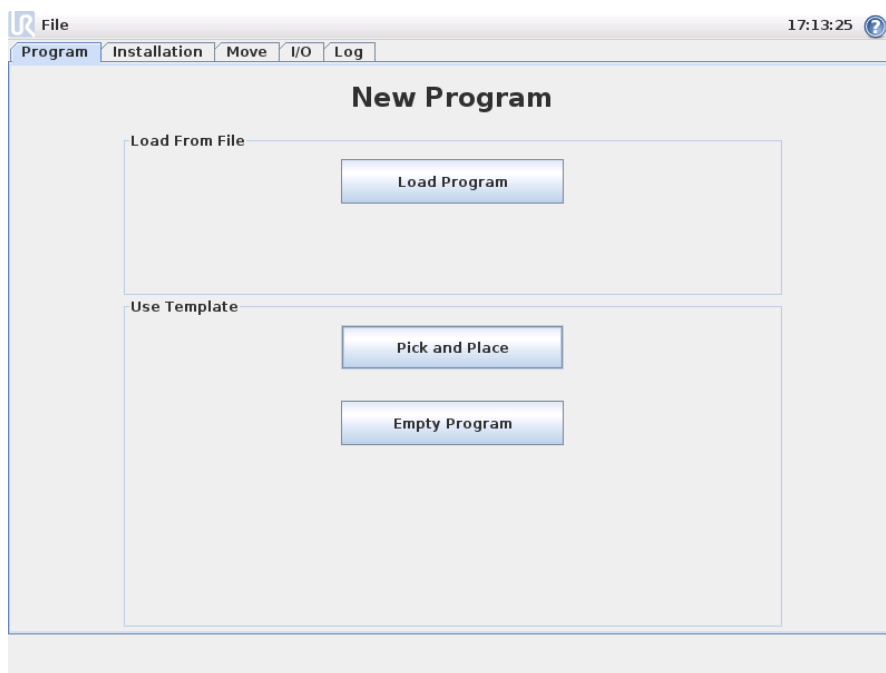 UR File 17:13:25 ?
Program Installation Move I/O Log
New Program
Load From File
Load Program
Use Template
Pick and Place
Empty Program